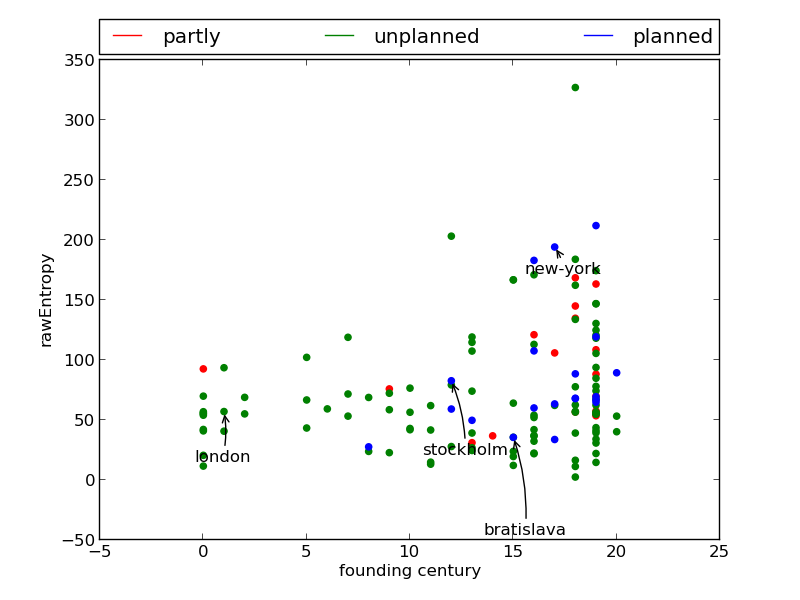 partly unplanned planned
350
300
250
200
new-york
150
100
50
stockholm
london
0
bratislava
−50
−5 0 5 10 15 20 25
founding century
rawEntropy